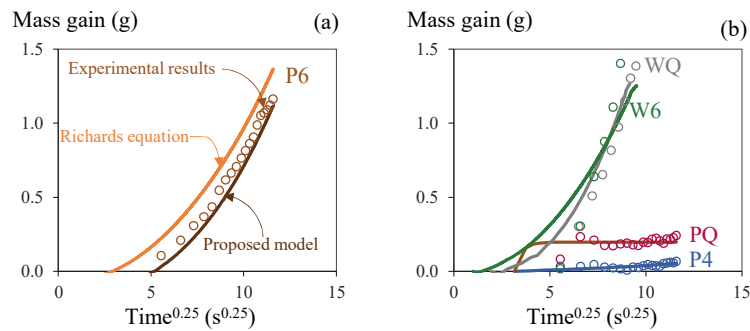 Mass gain (g)
(a)
1.5
1.0
0.5
0.0
0
5
10
15
Experimental results
P6
Richards equation
Proposed model
Time^0.25 (s^0.25)
Mass gain (g)
(b)
1.5
1.0
0.5
0.0
0
5
10
15
WQ
W6
PQ
P4
Time^0.25 (s^0.25)